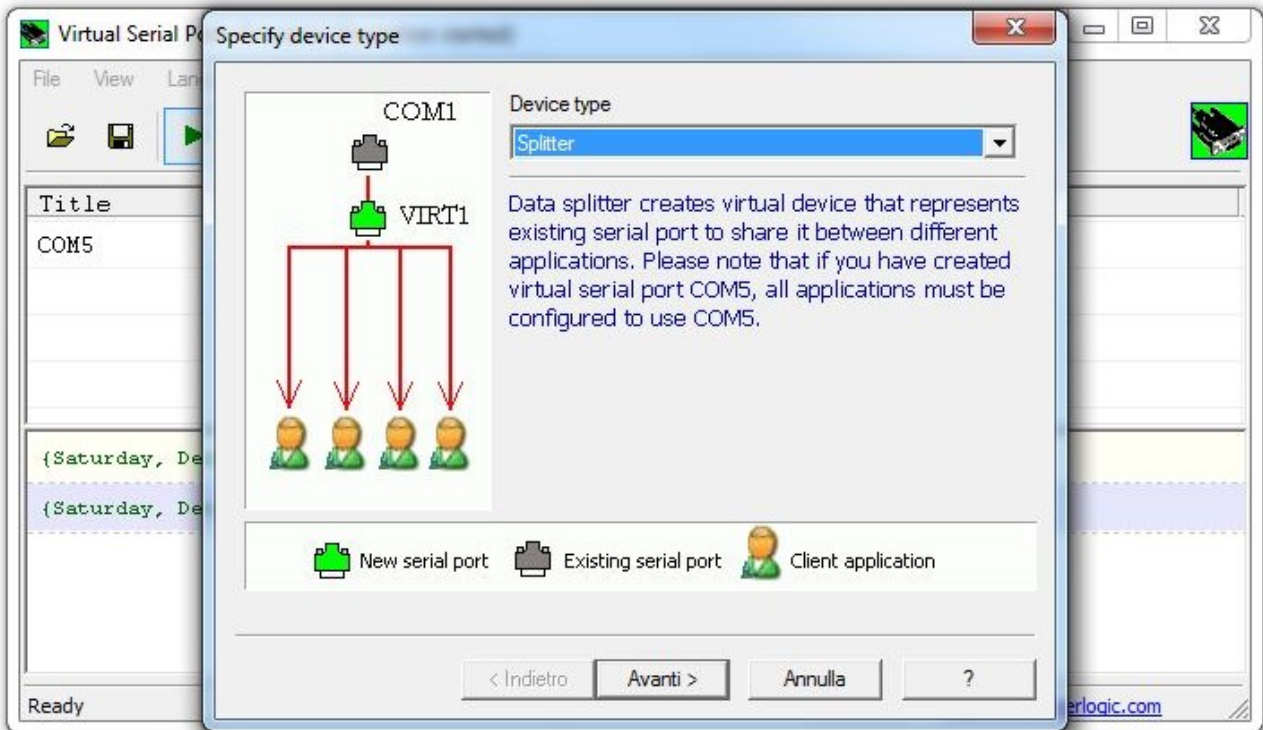 Virtual Serial Po
Specify device type
File View Lan
Title
COM5
{Saturday, De
{Saturday, De
Ready
COM1
VIRT1
Device type
Splitter
Data splitter creates virtual device that represents
existing serial port to share it between different
applications. Please note that if you have created
virtual serial port COM5, all applications must be
configured to use COM5.
New serial port Existing serial port Client application
< Indietro Avanti > Annulla ?
erlogic.com